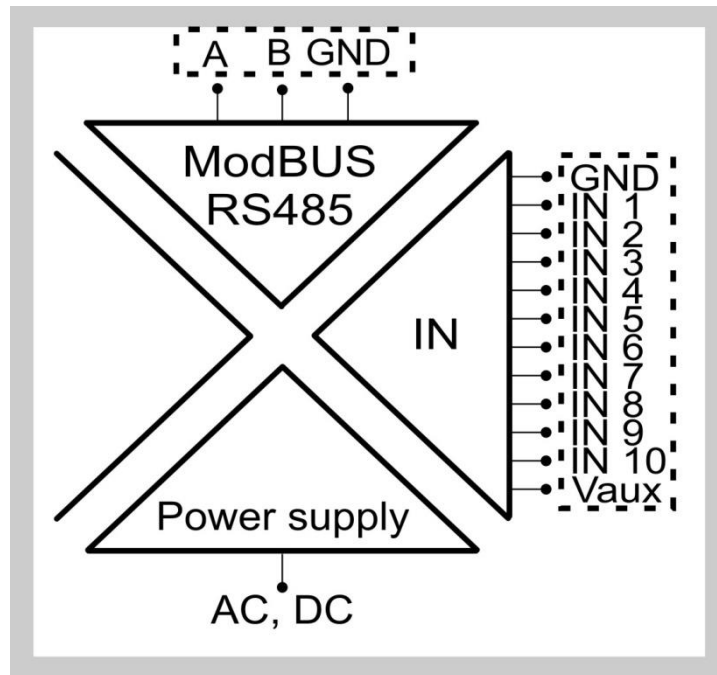 A B GND
ModBUS
RS485
GND
IN 1
IN 2
IN 3
IN 4
IN
IN 5
IN 6
IN 7
IN 8
IN 9
IN 10
Vaux
Power supply
AC, DC